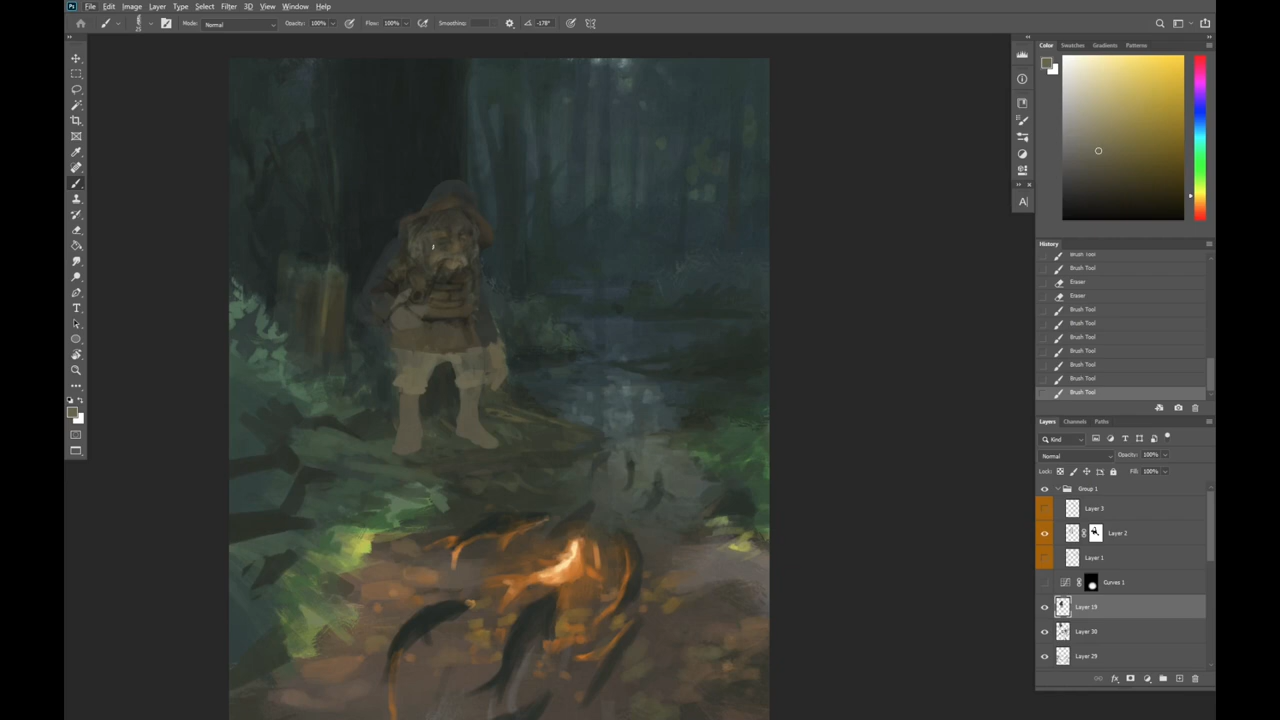 Ps File Edit Image Layer Type Select Filter 3D View Window Help
25 Mode: Normal Opacity: 100% Flow: 100% Smoothing: -178°
Color Swatches Gradients Patterns
A
History
Brush Tool
Brush Tool
Eraser
Eraser
Brush Tool
Brush Tool
Brush Tool
Brush Tool
Brush Tool
Brush Tool
Brush Tool
Layers Channels Paths
Kind
Normal Opacity: 100%
Lock: Fill: 100%
Group 1
Layer 3
Layer 2
Layer 1
Curves 1
Layer 19
Layer 30
Layer 29